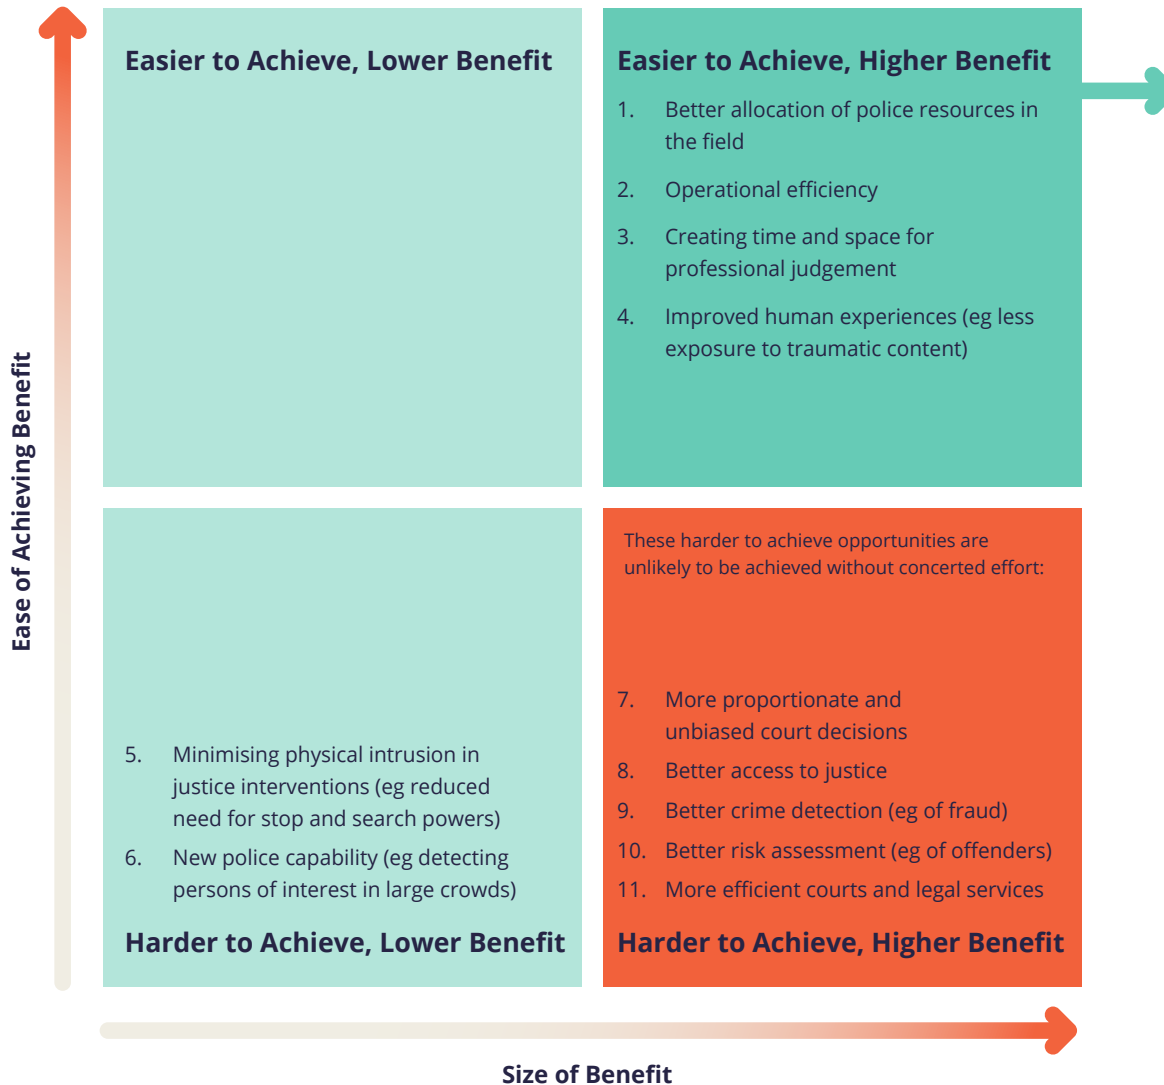 Easier to Achieve, Lower Benefit
Easier to Achieve, Higher Benefit
1. Better allocation of police resources in
the field
2. Operational efficiency
3. Creating time and space for
professional judgement
4. Improved human experiences (eg less
exposure to traumatic content)
Ease of Achieving Benefit
5. Minimising physical intrusion in
justice interventions (eg reduced
need for stop and search powers)
6. New police capability (eg detecting
persons of interest in large crowds)
Harder to Achieve, Lower Benefit
These harder to achieve opportunities are
unlikely to be achieved without concerted effort:
7. More proportionate and
unbiased court decisions
8. Better access to justice
9. Better crime detection (eg of fraud)
10. Better risk assessment (eg of offenders)
11. More efficient courts and legal services
Harder to Achieve, Higher Benefit
Size of Benefit